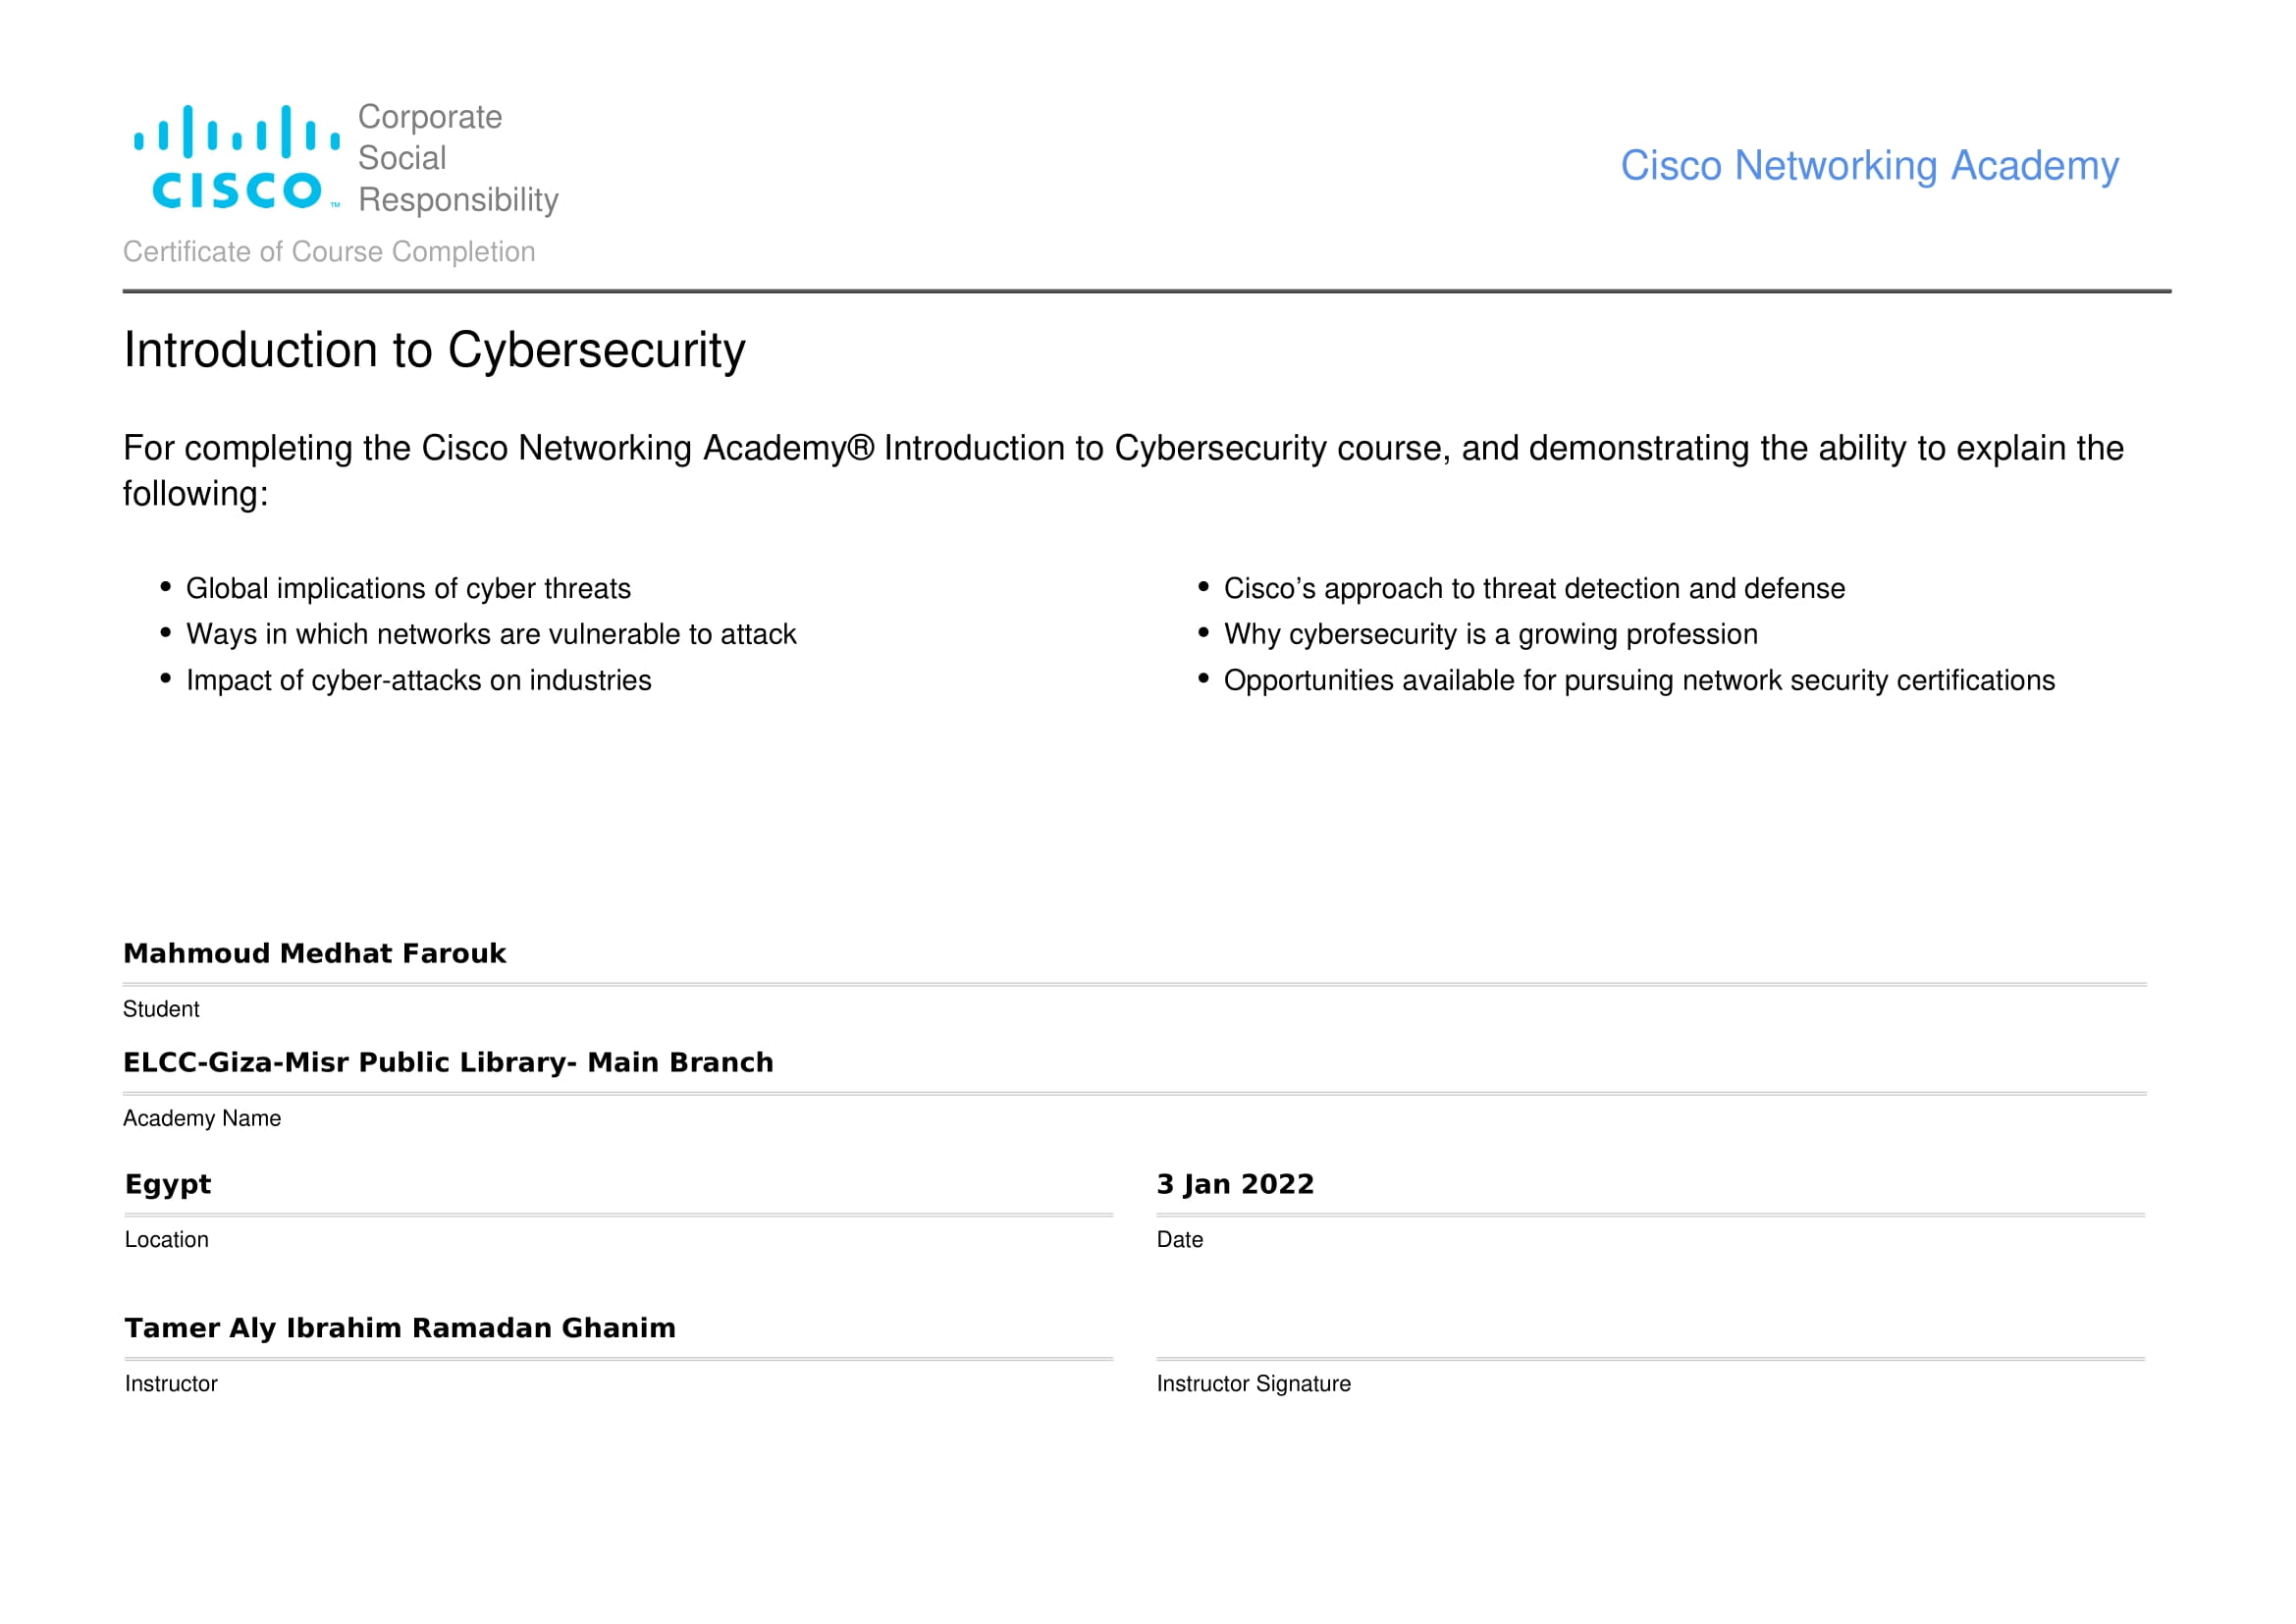 CISCO™
Corporate
Social
Responsibility
Cisco Networking Academy
Certificate of Course Completion
Introduction to Cybersecurity
For completing the Cisco Networking Academy® Introduction to Cybersecurity course, and demonstrating the ability to explain the
following:
• Global implications of cyber threats
• Ways in which networks are vulnerable to attack
• Impact of cyber-attacks on industries
• Cisco’s approach to threat detection and defense
• Why cybersecurity is a growing profession
• Opportunities available for pursuing network security certifications
Mahmoud Medhat Farouk
Student
ELCC-Giza-Misr Public Library- Main Branch
Academy Name
Egypt
Location
3 Jan 2022
Date
Tamer Aly Ibrahim Ramadan Ghanim
Instructor
Instructor Signature